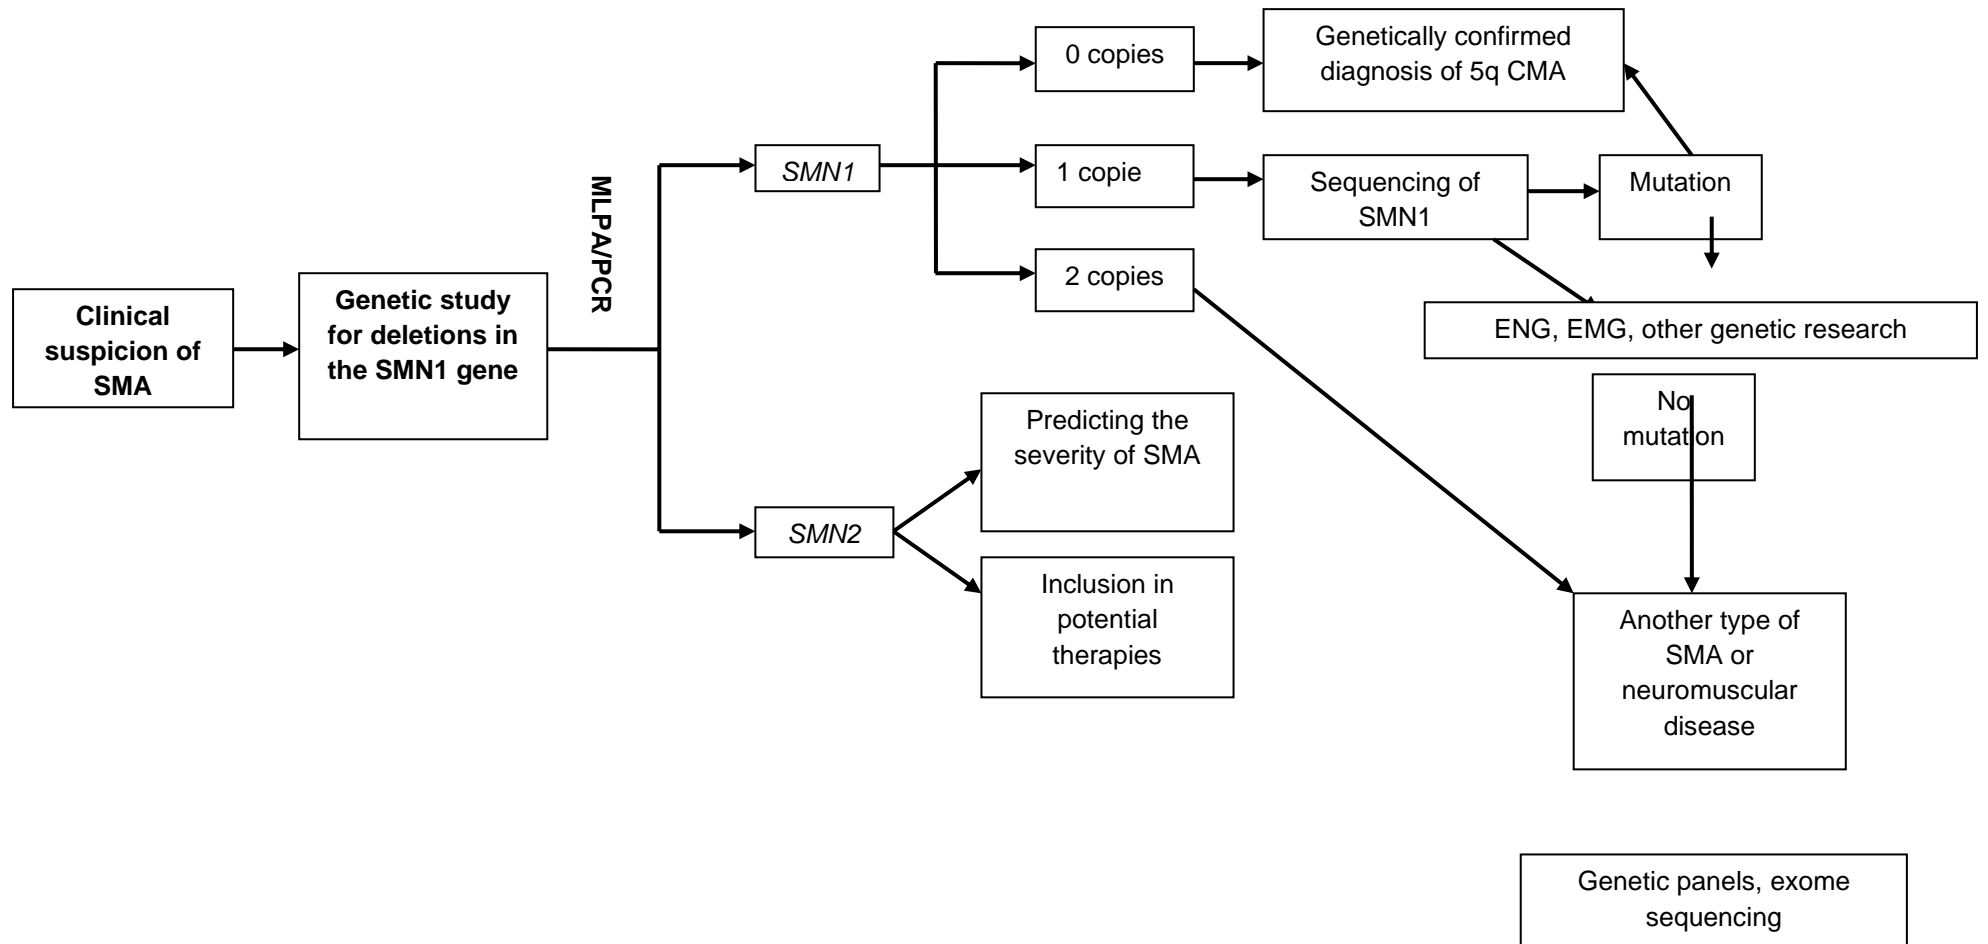 Clinical
suspicion of
SMA
Genetic study
for deletions in
the SMN1 gene
MLPA/PCR
SMN1
0 copies
Genetically confirmed
diagnosis of 5q CMA
1 copie
Sequencing of
SMN1
Mutation
2 copies
ENG, EMG, other genetic research
No
mutation
SMN2
Predicting the
severity of SMA
Inclusion in
potential
therapies
Another type of
SMA or
neuromuscular
disease
Genetic panels, exome
sequencing